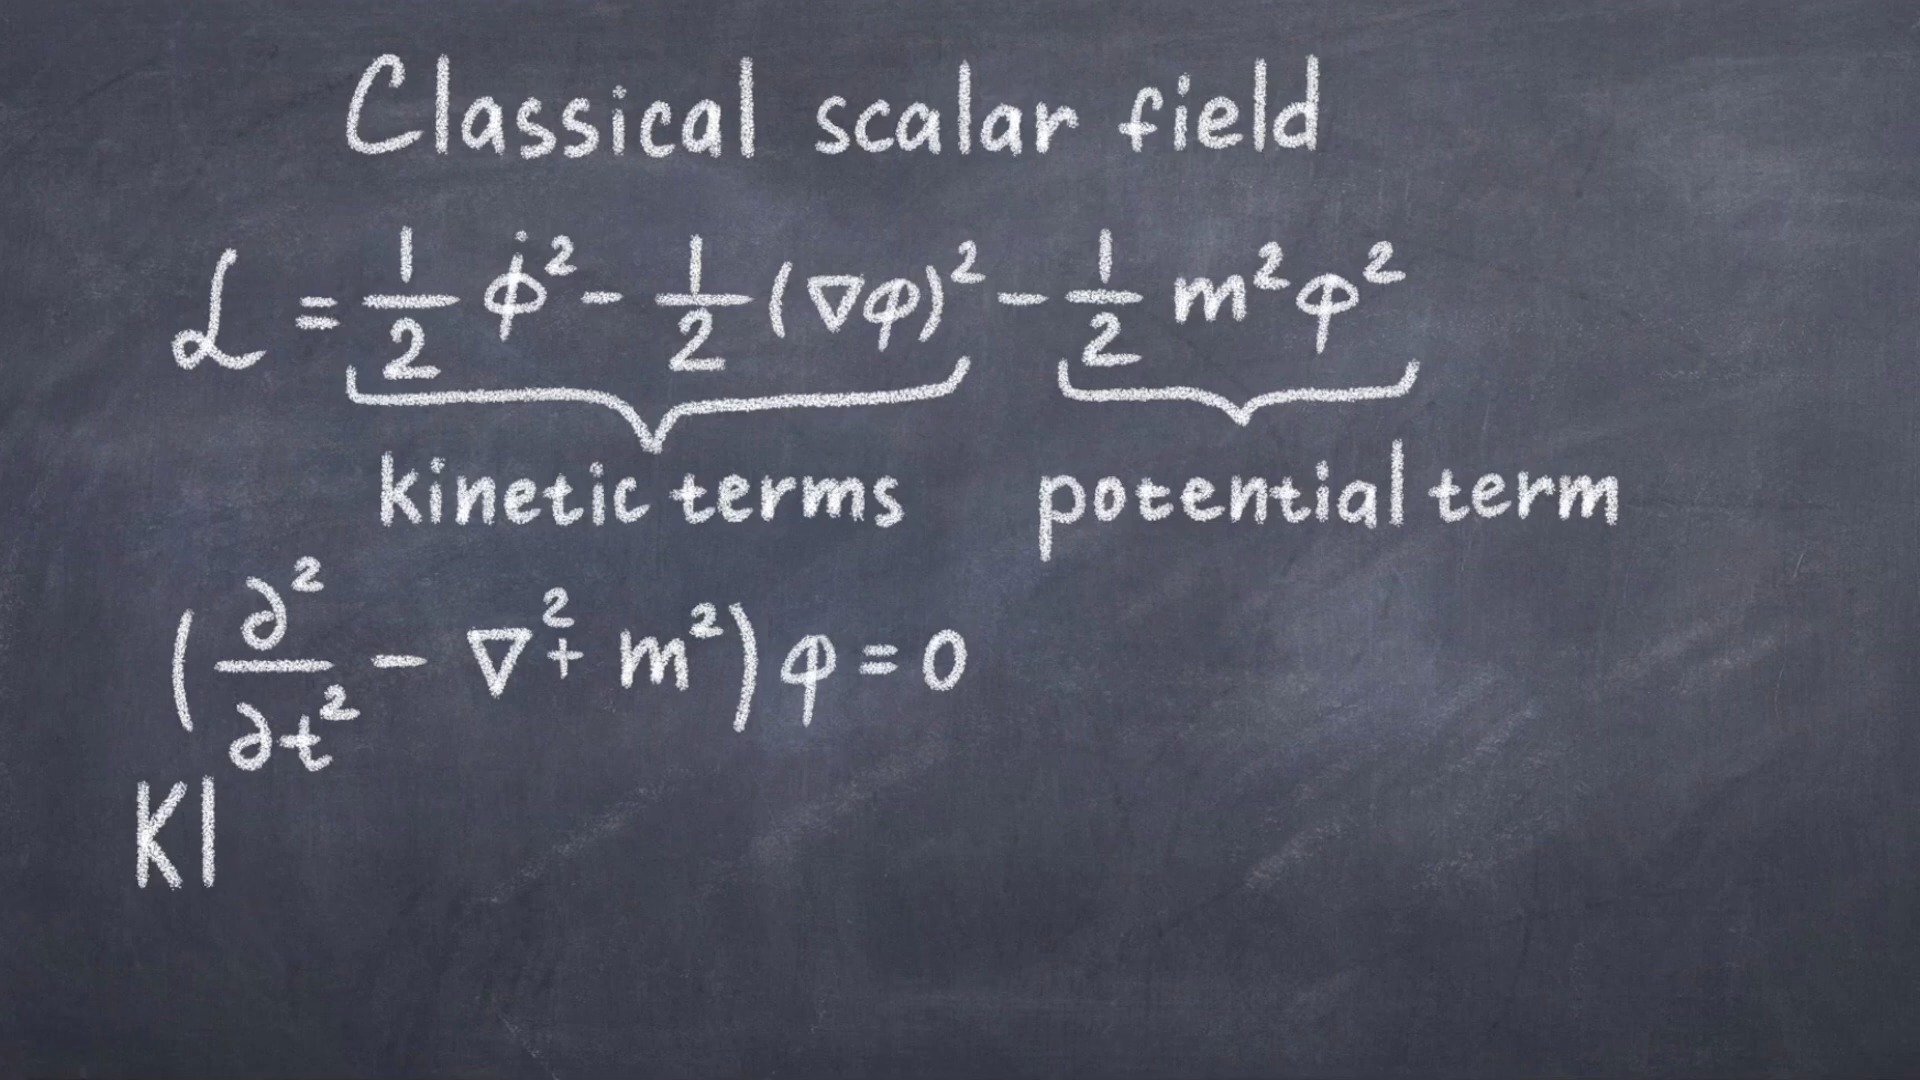 Classical scalar field
ℒ = 1/2 φ̇² - 1/2 (∇φ)² - 1/2 m²φ²
kinetic terms potential term
(∂²/∂t² - ∇² + m²) φ = 0
Kl